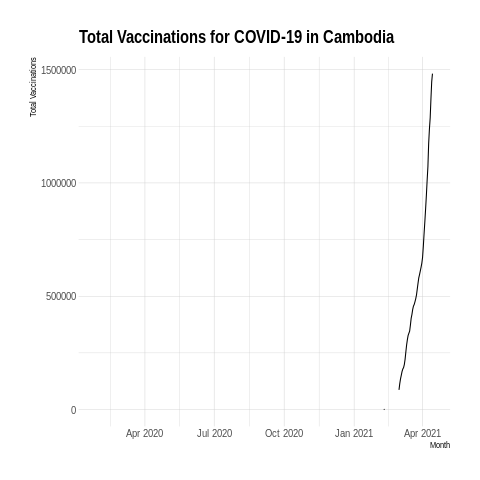 Total Vaccinations for COVID-19 in Cambodia
Total Vaccinations
1500000
1000000
500000
0
Apr 2020 Jul 2020 Oct 2020 Jan 2021 Apr 2021
Month